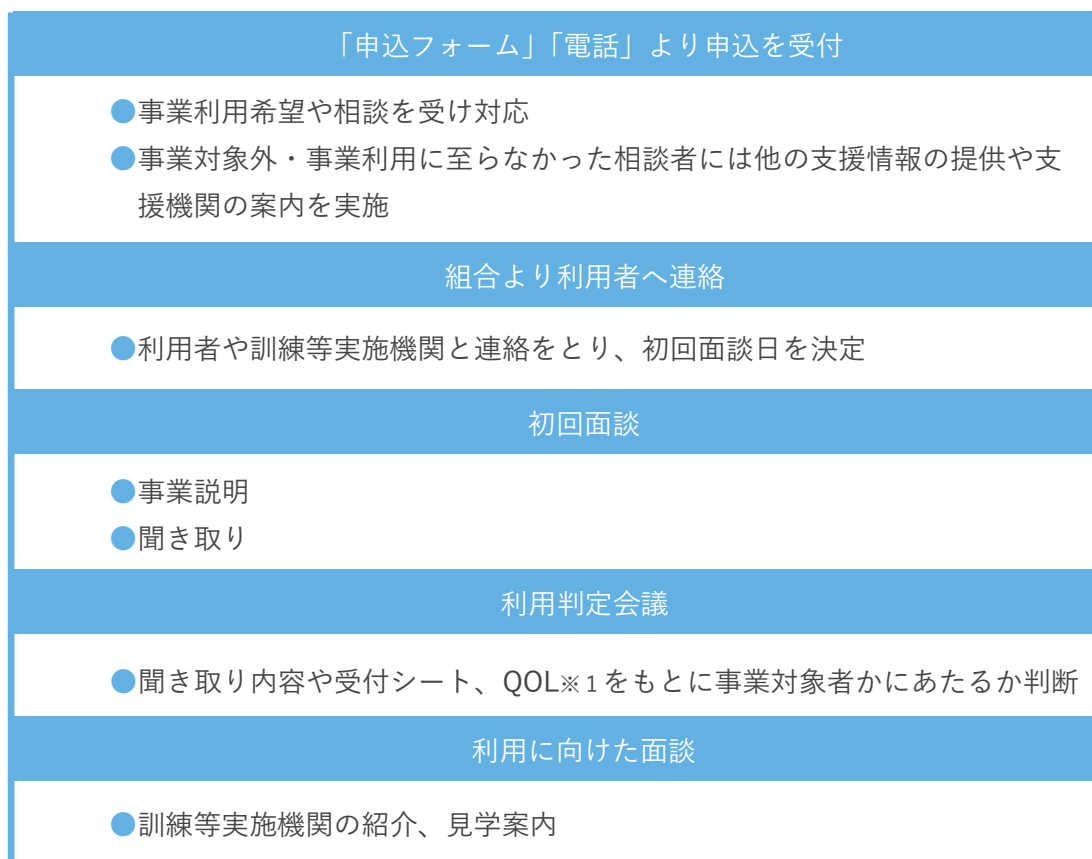 「申込フォーム」「電話」より申込を受付
●事業利用希望や相談を受け対応
●事業対象外・事業利用に至らなかった相談者には他の支援情報の提供や支
援機関の案内を実施
組合より利用者へ連絡
●利用者や訓練等実施機関と連絡をとり、初回面談日を決定
初回面談
●事業説明
●聞き取り
利用判定会議
●聞き取り内容や受付シート、QOL※1をもとに事業対象者かにあたるか判断
利用に向けた面談
●訓練等実施機関の紹介、見学案内